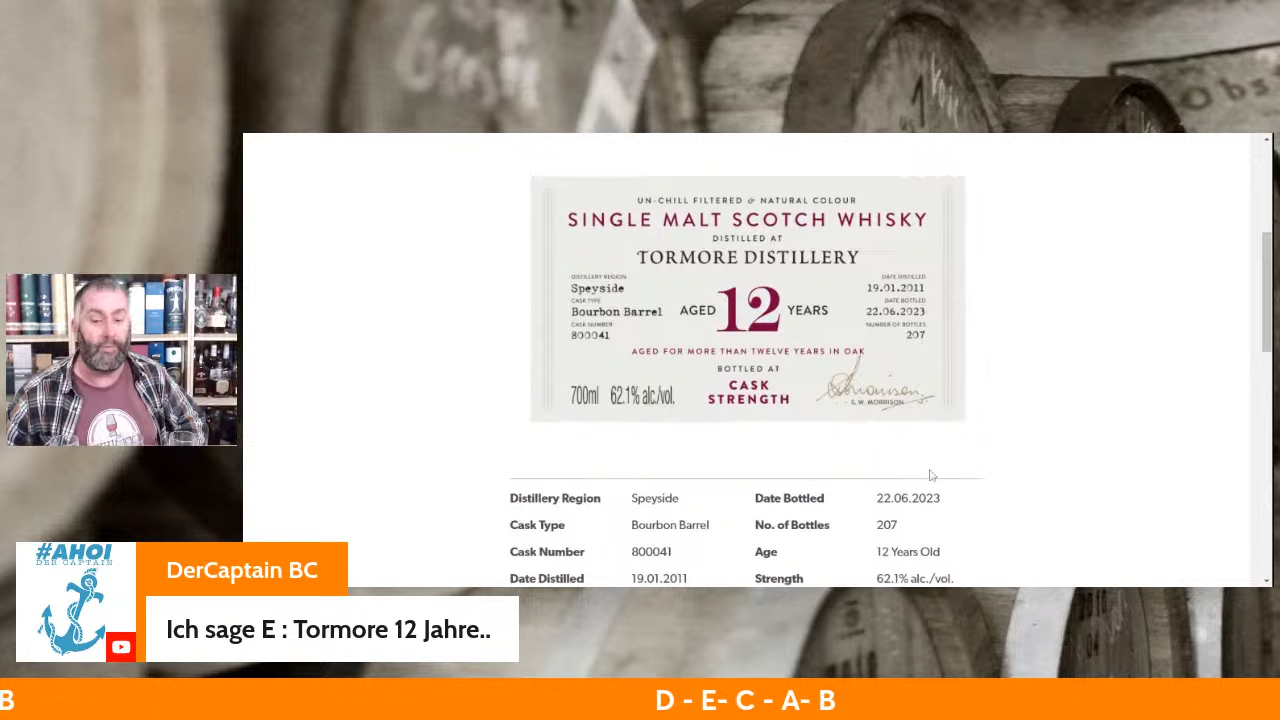 UN-CHILL FILTERED & NATURAL COLOUR
SINGLE MALT SCOTCH WHISKY
DISTILLED AT
TORMORE DISTILLERY
DISTILLERY REGION
Speyside
CASK TYPE
Bourbon Barrel
CASK NUMBER
800041
AGED 12 YEARS
DATE DISTILLED
19.01.2011
DATE BOTTLED
22.06.2023
NUMBER OF BOTTLES
207
AGED FOR MORE THAN TWELVE YEARS IN OAK
BOTTLED AT
CASK
STRENGTH
700ml 62.1% alc./vol.
S. W. MORRISON
Distillery Region Speyside Date Bottled 22.06.2023
Cask Type Bourbon Barrel No. of Bottles 207
Cask Number 800041 Age 12 Years Old
Date Distilled 19.01.2011 Strength 62.1% alc./vol.
#AHOI
DER CAPTAIN
DerCaptain BC
Ich sage E : Tormore 12 Jahre..
B D - E- C - A- B